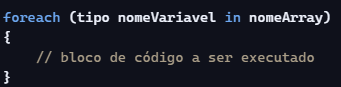 foreach (tipo nomeVariavel in nomeArray)
{
    // bloco de código a ser executado
}